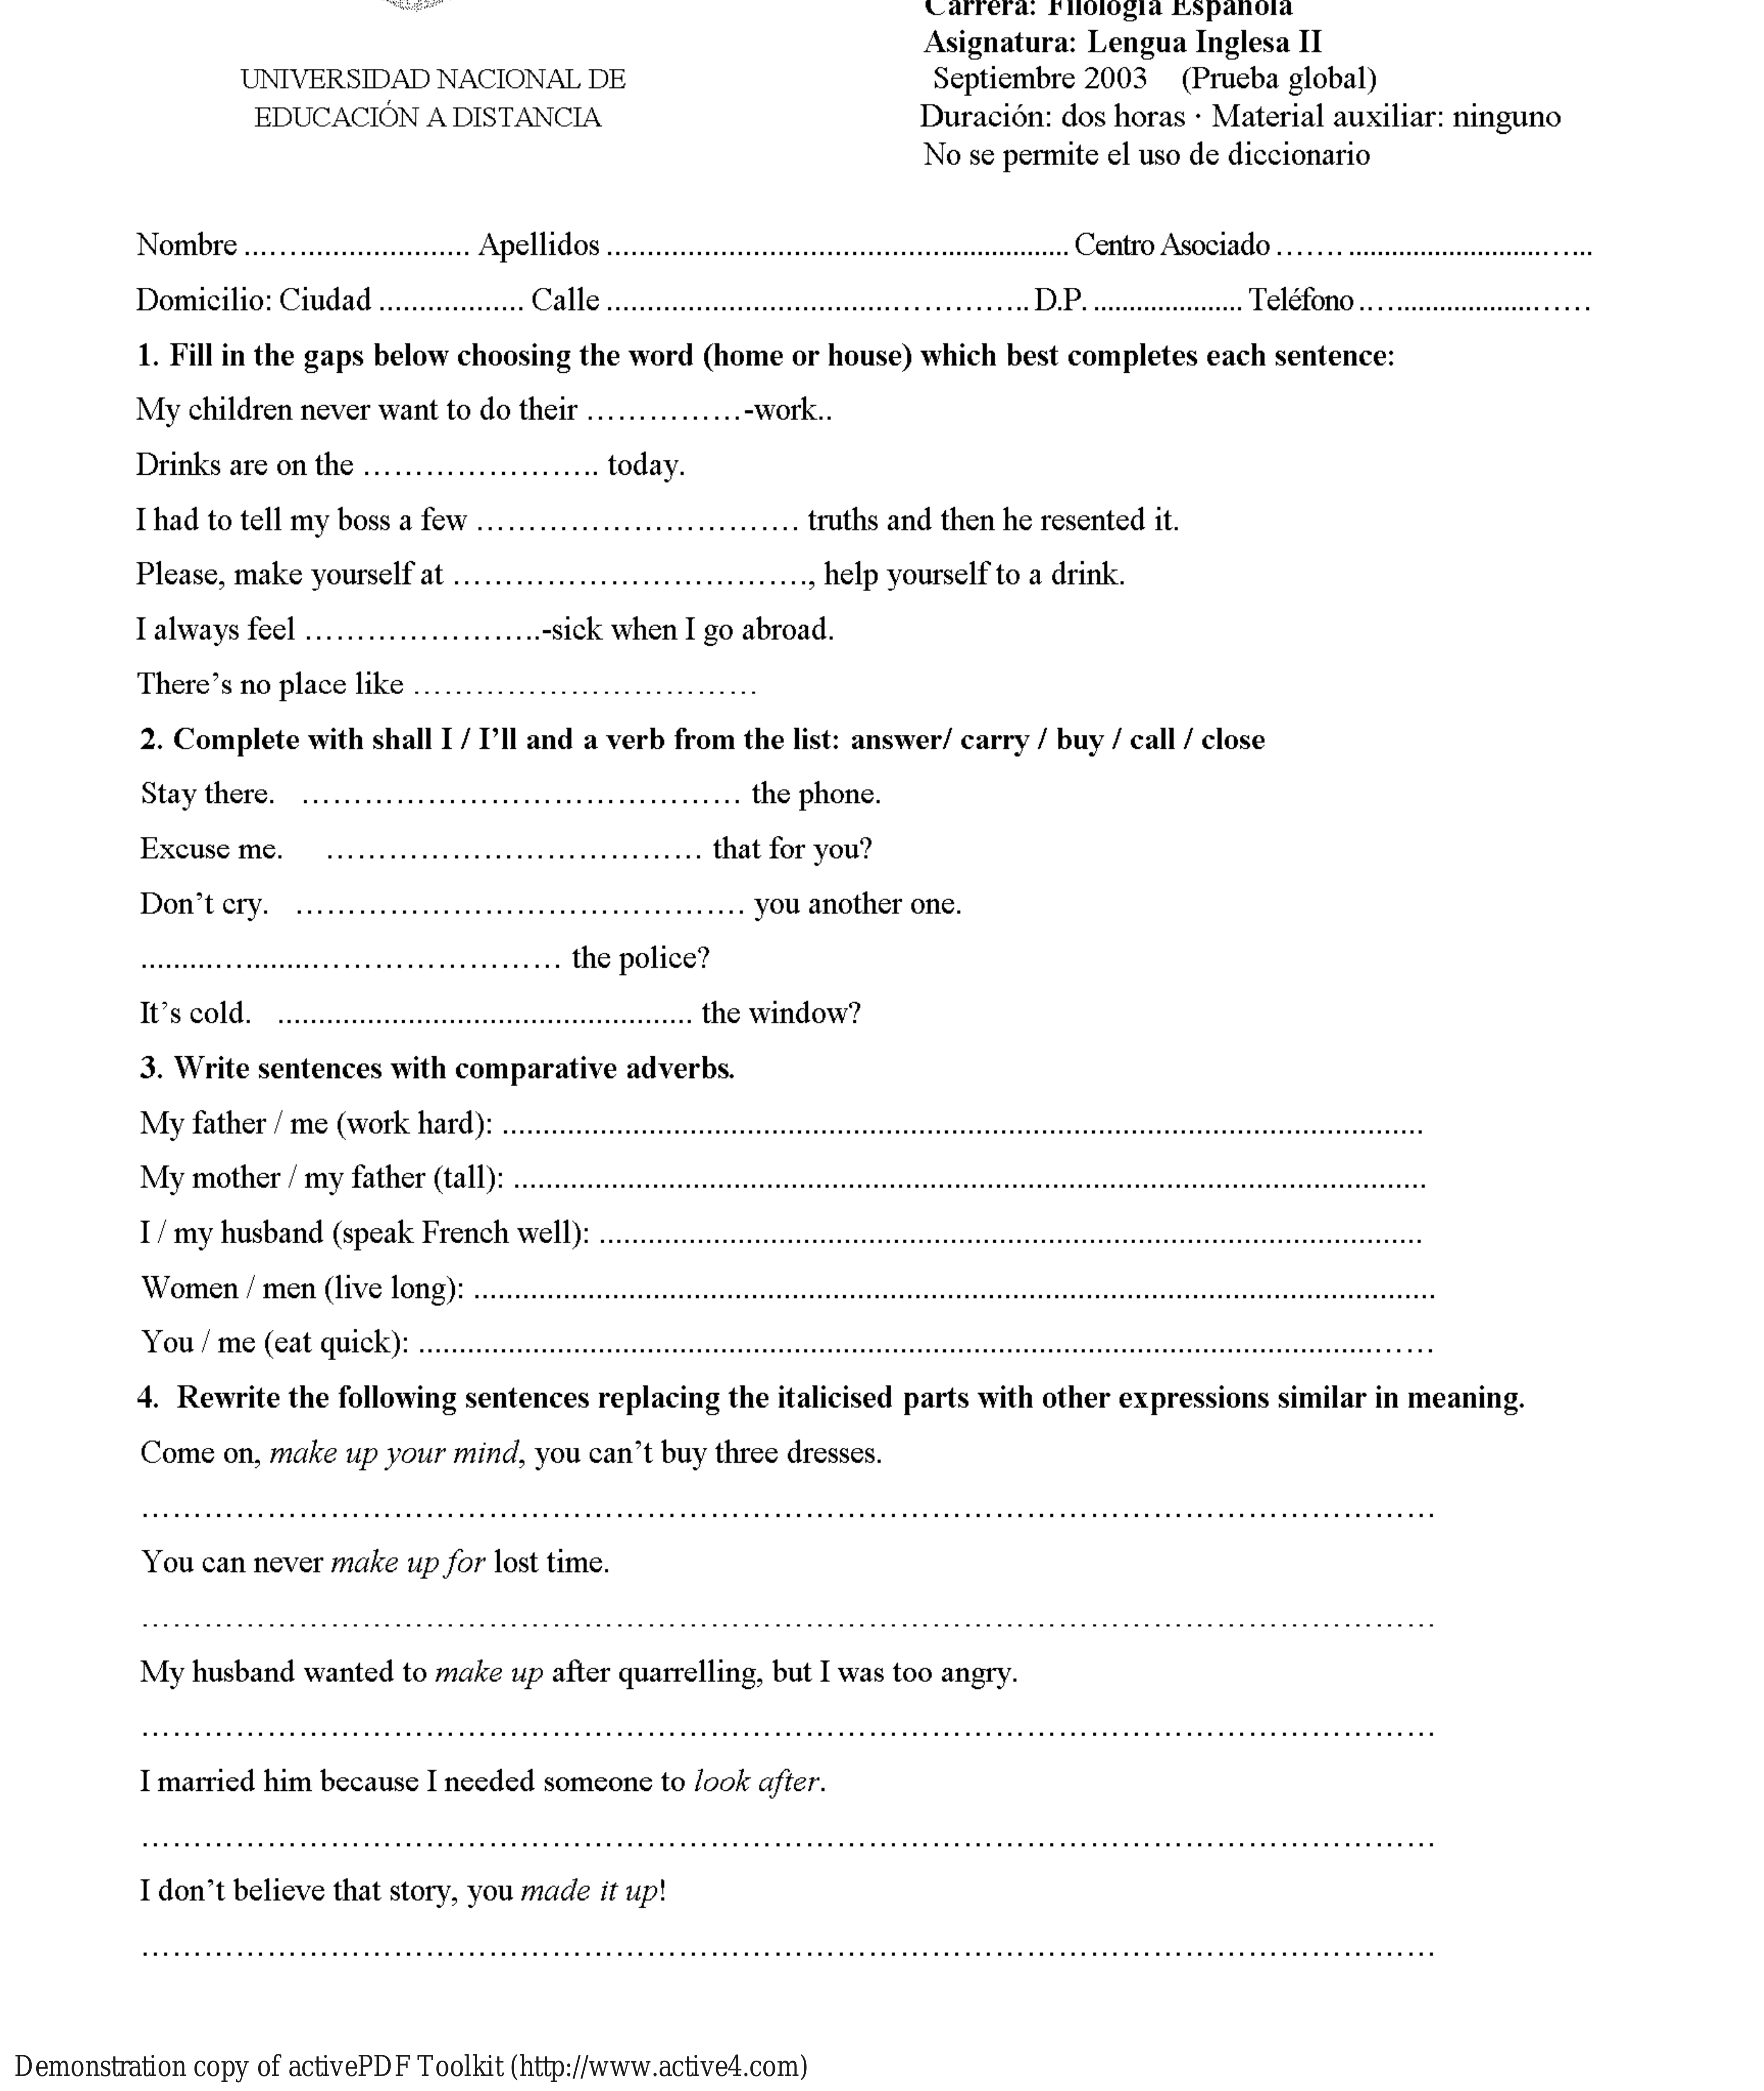 Carrera: Filología Española
Asignatura: Lengua Inglesa II
UNIVERSIDAD NACIONAL DE
EDUCACIÓN A DISTANCIA
Septiembre 2003 (Prueba global)
Duración: dos horas · Material auxiliar: ninguno
No se permite el uso de diccionario
Nombre ............................ Apellidos ......................................................... Centro Asociado .......................................
Domicilio: Ciudad .................. Calle .................................................... D.P. ................... Teléfono .............................
1. Fill in the gaps below choosing the word (home or house) which best completes each sentence:
My children never want to do their ……………-work..
Drinks are on the ………………….. today.
I had to tell my boss a few …………………………. truths and then he resented it.
Please, make yourself at ……………………………., help yourself to a drink.
I always feel …………………..-sick when I go abroad.
There’s no place like ……………………………
2. Complete with shall I / I’ll and a verb from the list: answer/ carry / buy / call / close
Stay there. …………………………………… the phone.
Excuse me. ……………………………… that for you?
Don’t cry. ……………………………………. you another one.
.........…........…………………… the police?
It’s cold. ................................................... the window?
3. Write sentences with comparative adverbs.
My father / me (work hard): .................................................................................................................
My mother / my father (tall): ................................................................................................................
I / my husband (speak French well): .....................................................................................................
Women / men (live long): ......................................................................................................................
You / me (eat quick): .....................................................................................................................……
4. Rewrite the following sentences replacing the italicised parts with other expressions similar in meaning.
Come on, make up your mind, you can’t buy three dresses.
………………………………………………………………………………………………………………
You can never make up for lost time.
………………………………………………………………………………………………………………
My husband wanted to make up after quarrelling, but I was too angry.
………………………………………………………………………………………………………………
I married him because I needed someone to look after.
………………………………………………………………………………………………………………
I don’t believe that story, you made it up!
………………………………………………………………………………………………………………
Demonstration copy of activePDF Toolkit (http://www.active4.com)